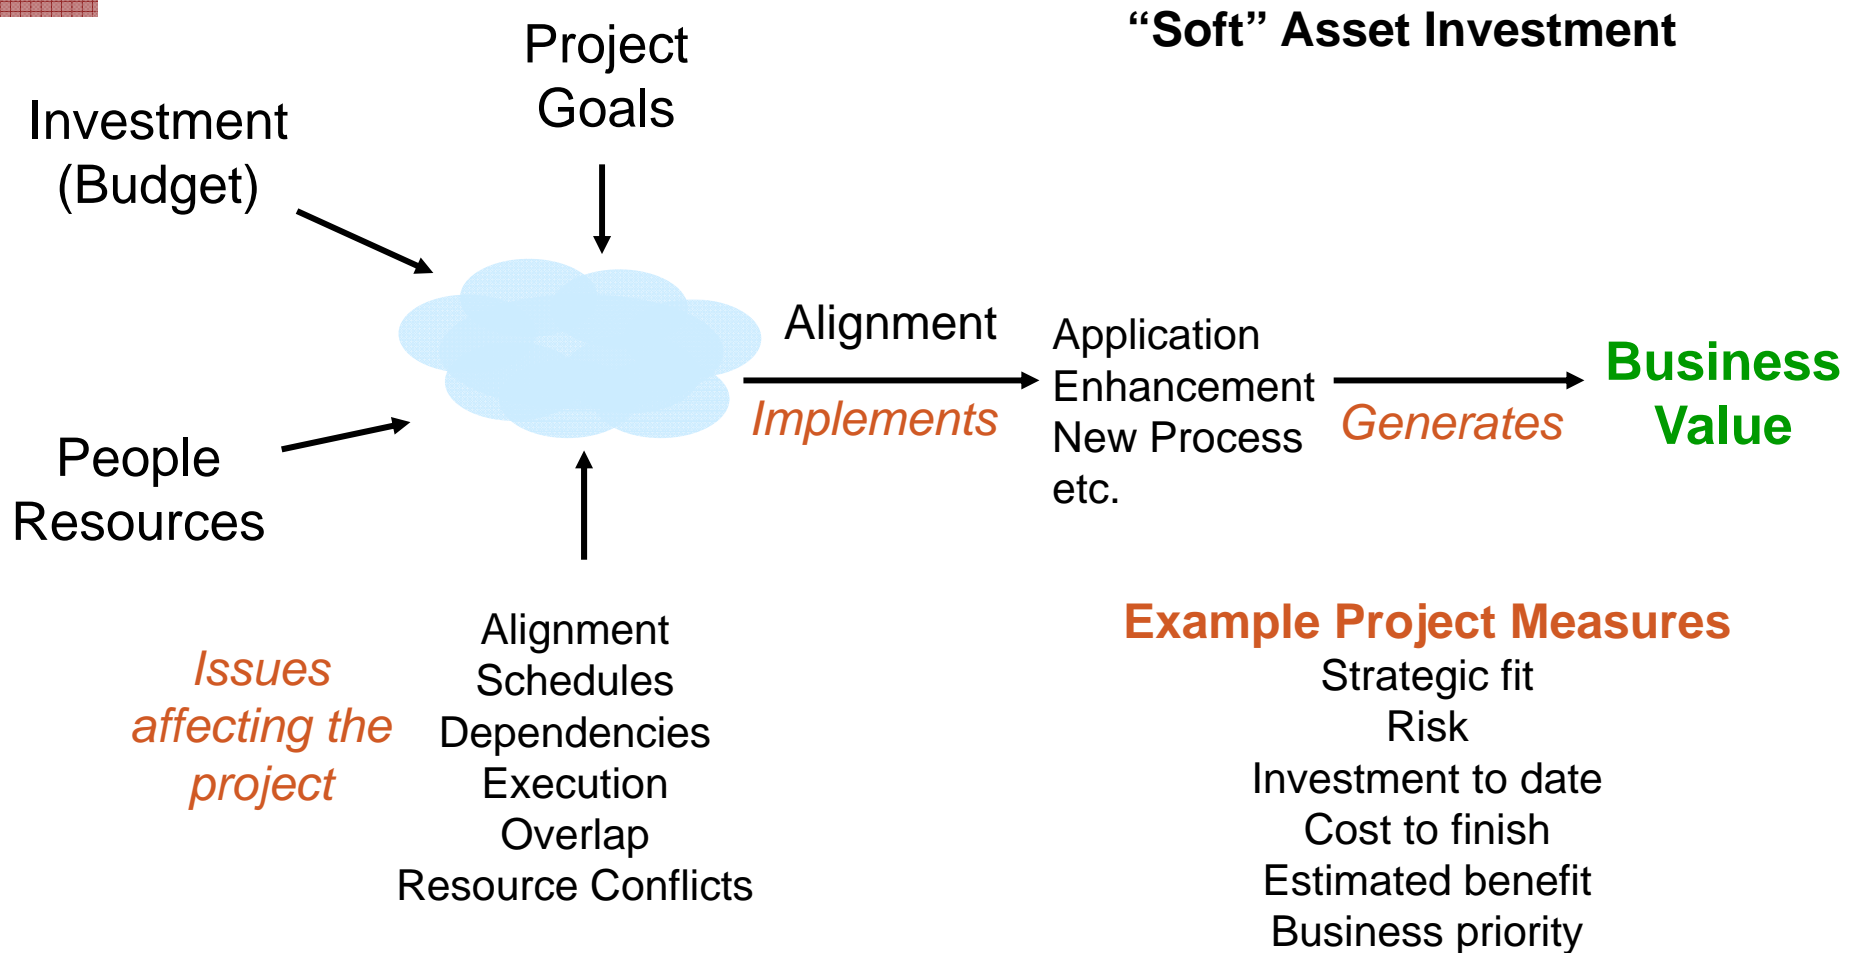 “Soft” Asset Investment
Project
Goals
Investment
(Budget)
People
Resources
Alignment
Implements
Application
Enhancement
New Process
etc.
Generates
Business
Value
Issues
affecting the
project
Alignment
Schedules
Dependencies
Execution
Overlap
Resource Conflicts
Example Project Measures
Strategic fit
Risk
Investment to date
Cost to finish
Estimated benefit
Business priority